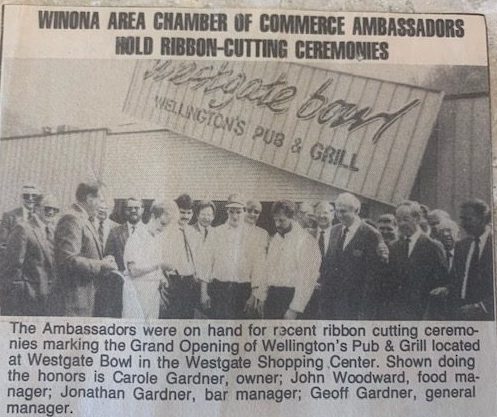 WINONA AREA CHAMBER OF COMMERCE AMBASSADORS
HOLD RIBBON-CUTTING CEREMONIES
westgate bowl
WELLINGTON'S PUB & GRILL
The Ambassadors were on hand for recent ribbon cutting ceremo-
nies marking the Grand Opening of Wellington's Pub & Grill located
at Westgate Bowl in the Westgate Shopping Center. Shown doing
the honors is Carole Gardner, owner; John Woodward, food ma-
nager; Jonathan Gardner, bar manager; Geoff Gardner, general
manager.